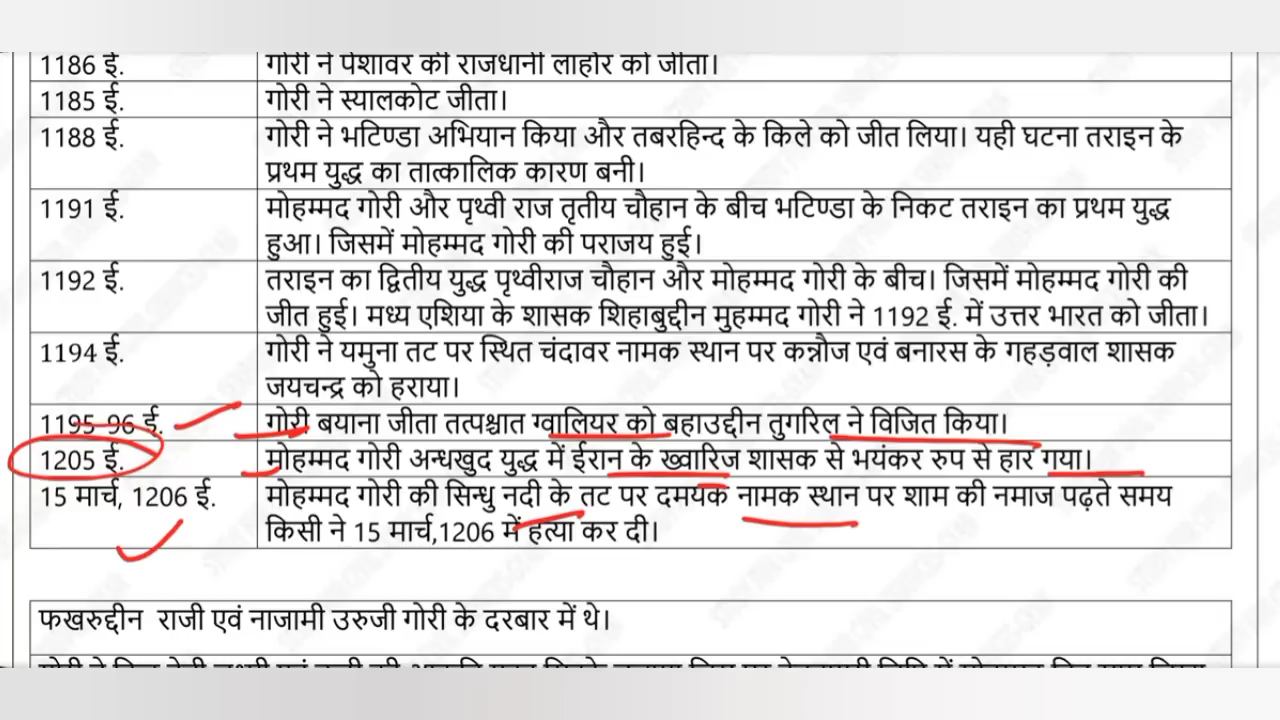 1186 ई. गोरी ने पेशावर की राजधानी लाहौर को जीता।
1185 ई. गोरी ने स्यालकोट जीता।
1188 ई. गोरी ने भटिण्डा अभियान किया और तबरहिन्द के किले को जीत लिया। यही घटना तराइन के
प्रथम युद्ध का तात्कालिक कारण बनी।
1191 ई. मोहम्मद गोरी और पृथ्वी राज तृतीय चौहान के बीच भटिण्डा के निकट तराइन का प्रथम युद्ध
हुआ। जिसमें मोहम्मद गोरी की पराजय हुई।
1192 ई. तराइन का द्वितीय युद्ध पृथ्वीराज चौहान और मोहम्मद गोरी के बीच। जिसमें मोहम्मद गोरी की
जीत हुई। मध्य एशिया के शासक शिहाबुद्दीन मुहम्मद गोरी ने 1192 ई. में उत्तर भारत को जीता।
1194 ई. गोरी ने यमुना तट पर स्थित चंदावर नामक स्थान पर कन्नौज एवं बनारस के गहड़वाल शासक
जयचन्द्र को हराया।
1195-96 ई. गोरी बयाना जीता तत्पश्चात ग्वालियर को बहाउद्दीन तुगरिल ने विजित किया।
1205 ई. मोहम्मद गोरी अन्धखुद युद्ध में ईरान के ख्वारिज शासक से भयंकर रुप से हार गया।
15 मार्च, 1206 ई. मोहम्मद गोरी की सिन्धु नदी के तट पर दमयक नामक स्थान पर शाम की नमाज पढ़ते समय
किसी ने 15 मार्च,1206 में हत्या कर दी।
फखरुद्दीन राजी एवं नाजामी उरुजी गोरी के दरबार में थे।